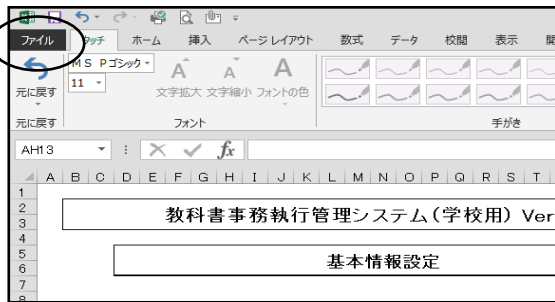 ファイル タッチ ホーム 挿入 ページ レイアウト 数式 データ 校閲 表示
MS Pゴシック
11
元に戻す 文字拡大 文字縮小 フォントの色
元に戻す フォント 手がき
AH13 fx
A B C D E F G H I J K L M N O P Q R S T
1
2 教科書事務執行管理システム(学校用) Ver
3
4
5 基本情報設定
6
7
8